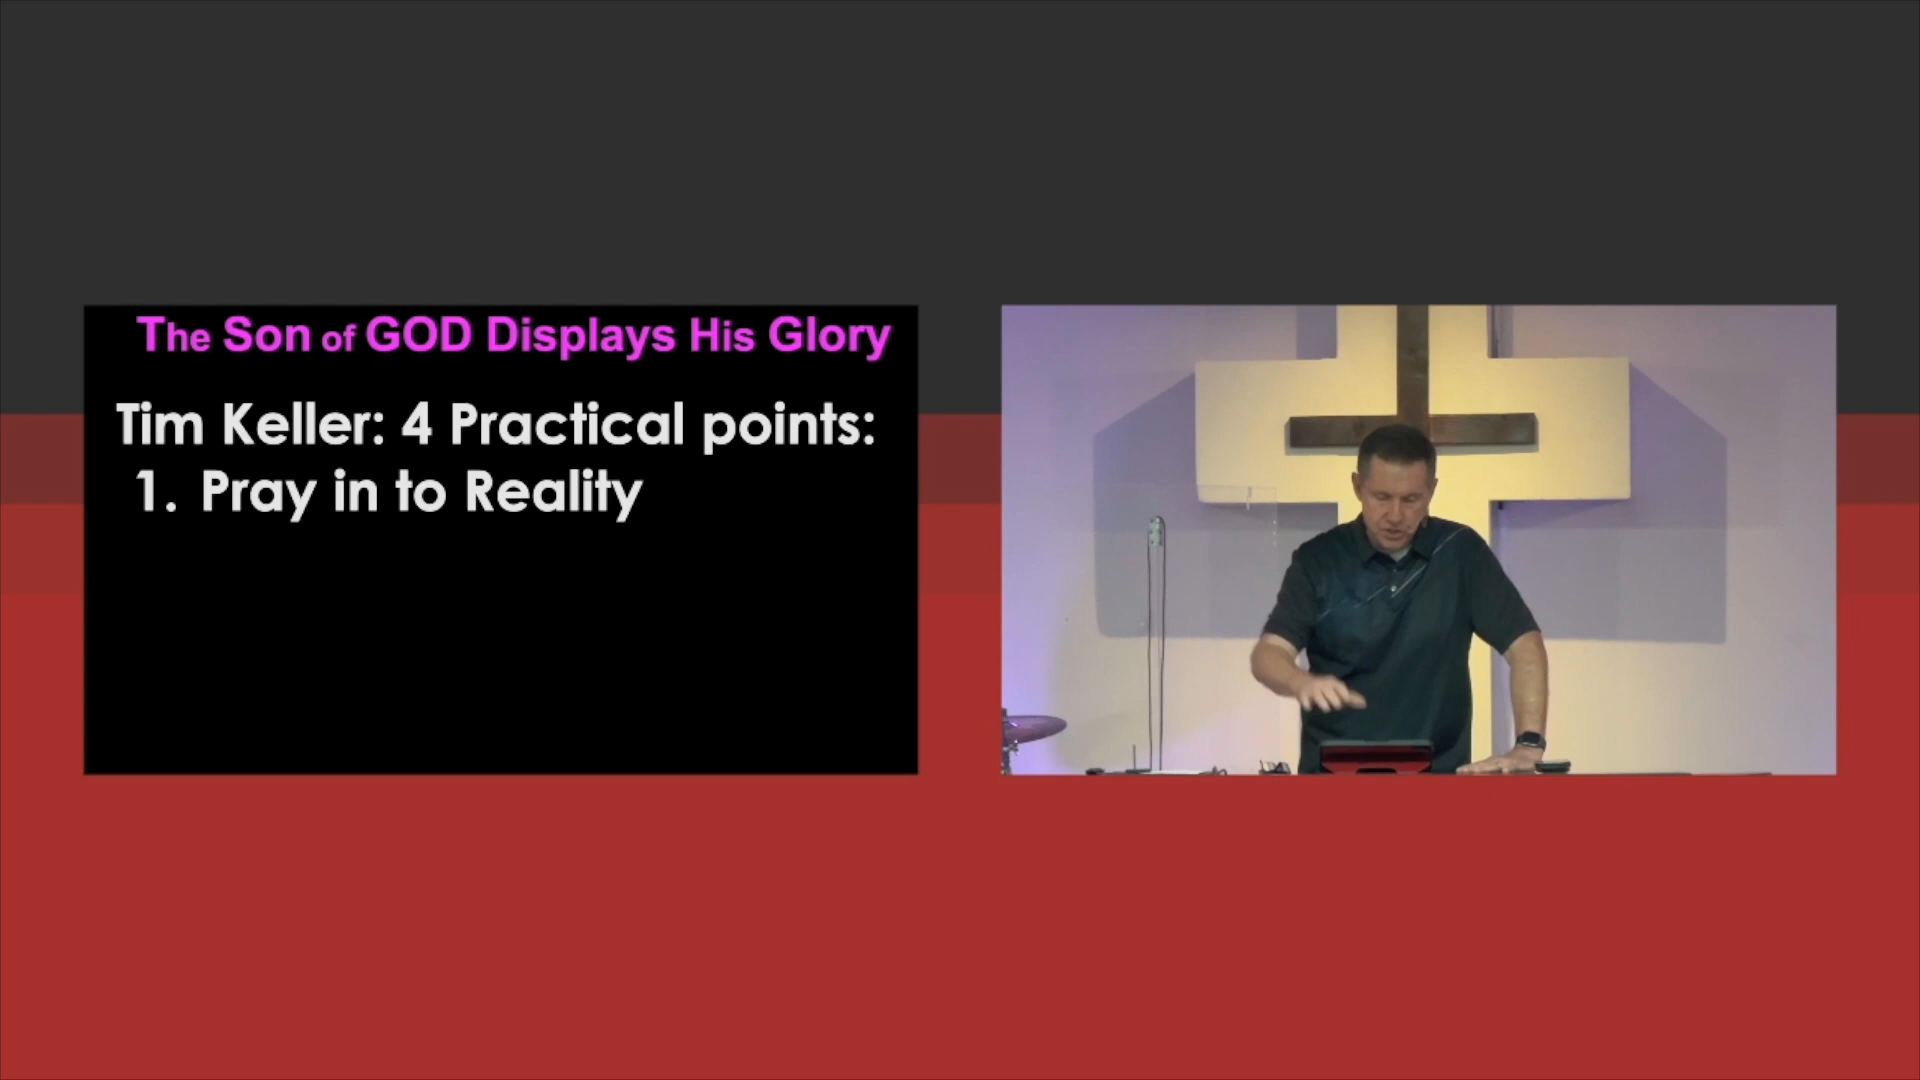 The Son of GOD Displays His Glory
Tim Keller: 4 Practical points:
1. Pray in to Reality